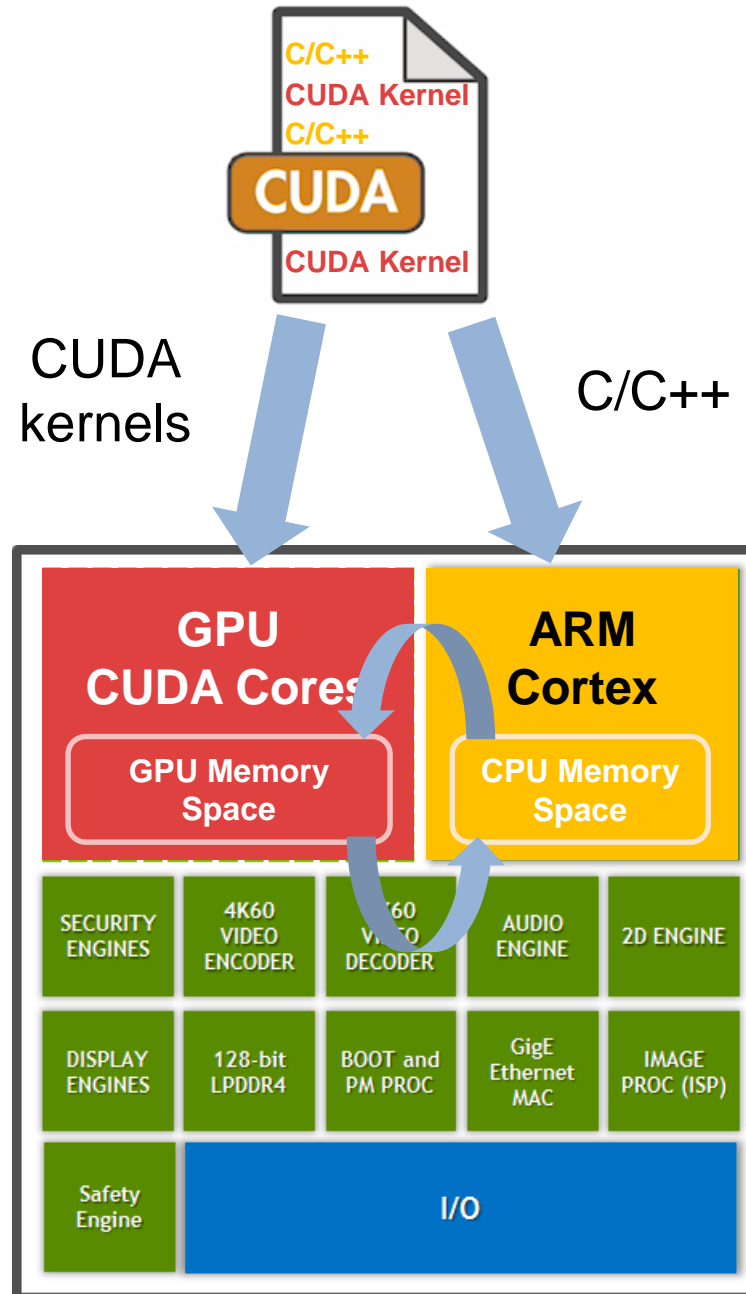 C/C++
CUDA Kernel
C/C++
CUDA
CUDA Kernel
CUDA
kernels
C/C++
GPU
CUDA Cores
GPU Memory
Space
ARM
Cortex
CPU Memory
Space
SECURITY
ENGINES
4K60
VIDEO
ENCODER
DECODER
AUDIO
ENGINE
2D ENGINE
DISPLAY
ENGINES
128-bit
LPDDR4
BOOT and
PM PROC
GigE
Ethernet
MAC
IMAGE
PROC (ISP)
Safety
Engine
I/O